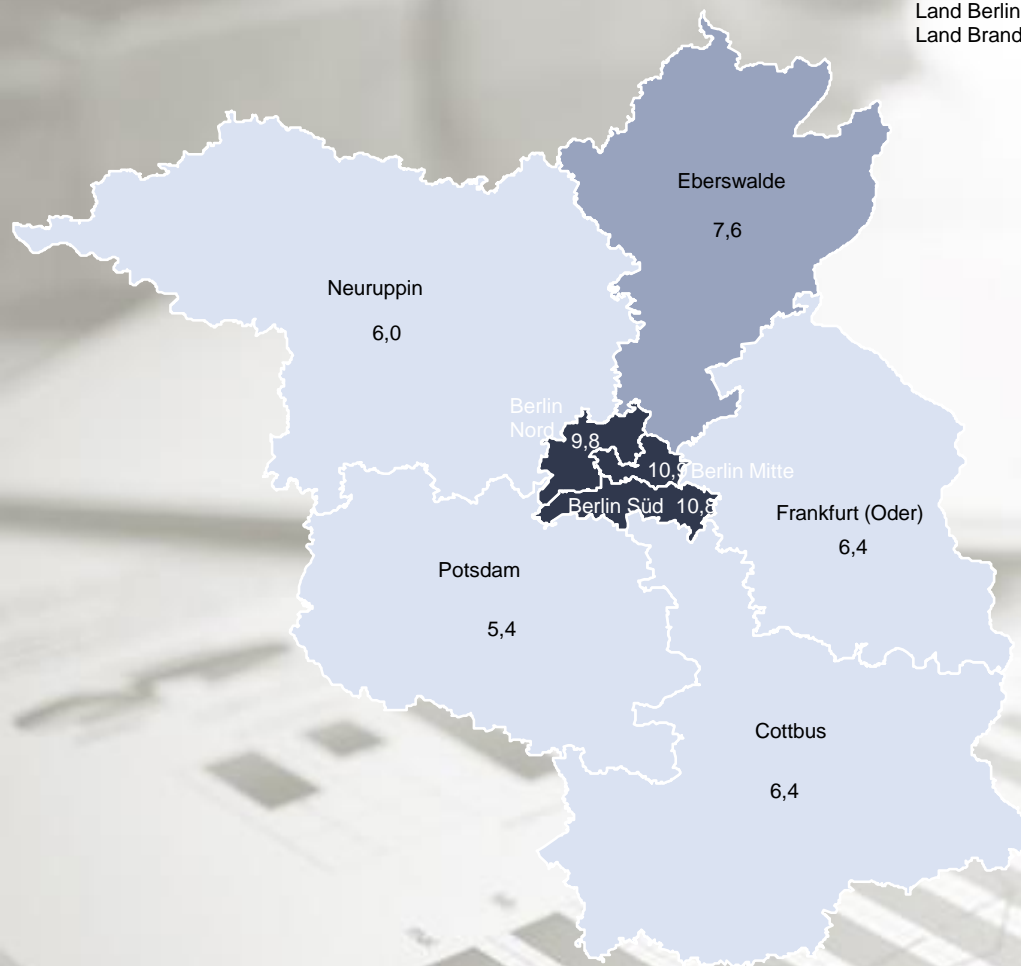 Land Berlin
Land Brand
Eberswalde
7,6
Neuruppin
6,0
Berlin
Nord
9,8
10,9
Berlin Mitte
Berlin Süd 10,8
Frankfurt (Oder)
6,4
Potsdam
5,4
Cottbus
6,4